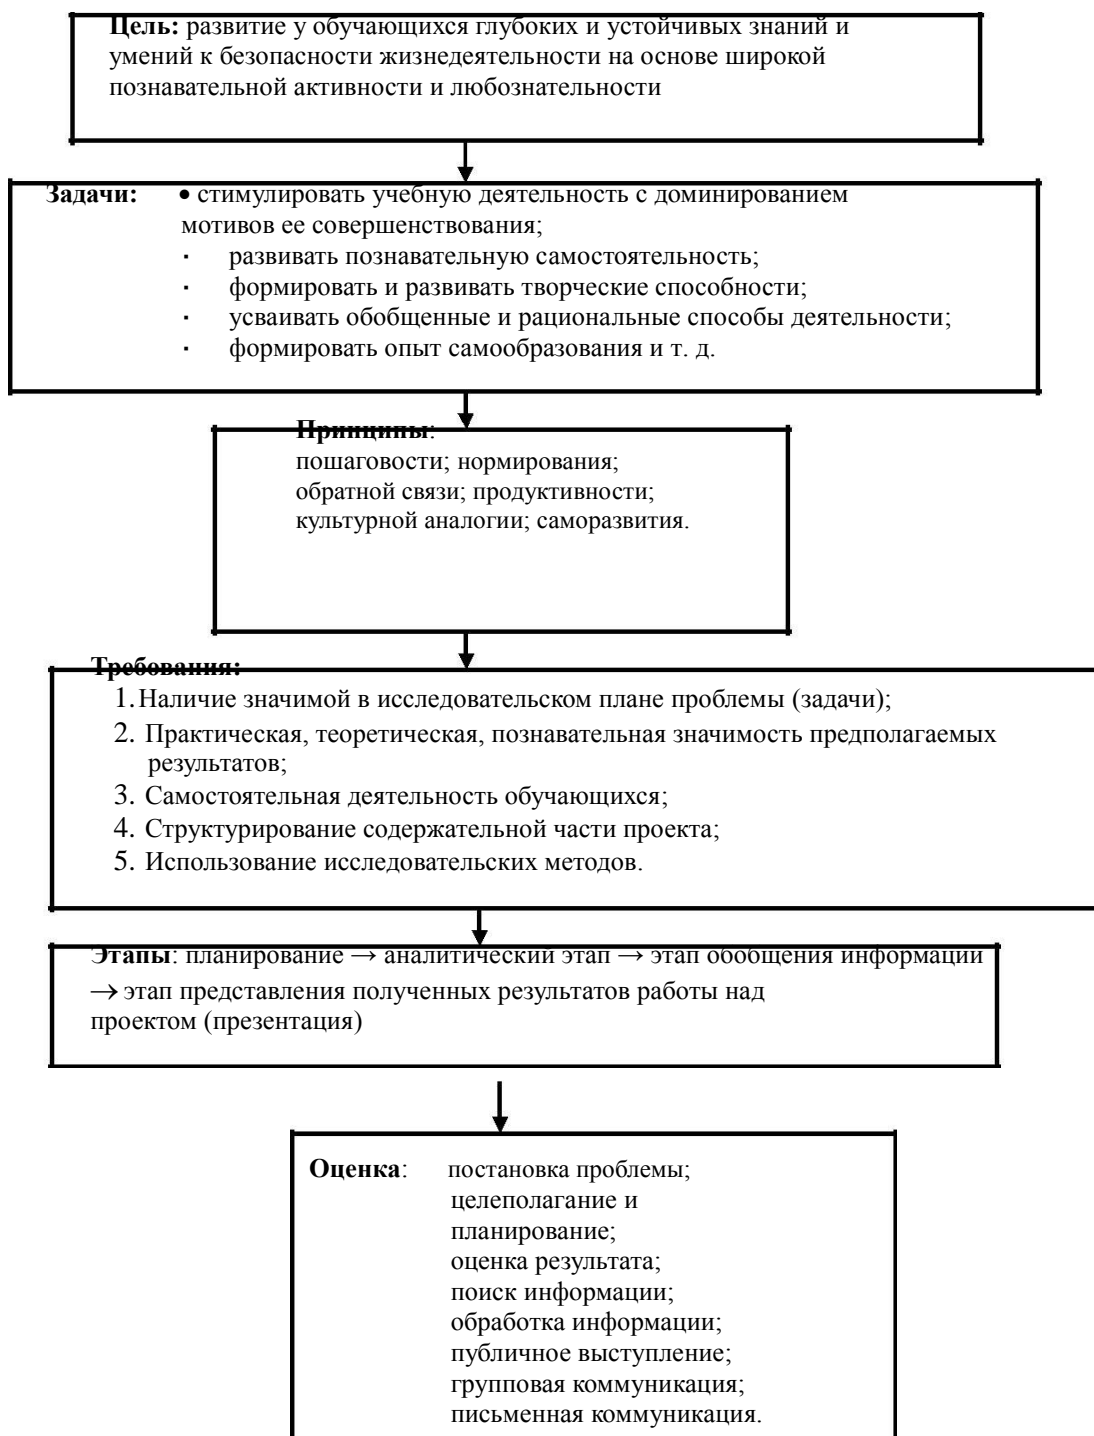 Цель: развитие у обучающихся глубоких и устойчивых знаний и
умений к безопасности жизнедеятельности на основе широкой
познавательной активности и любознательности
Задачи: • стимулировать учебную деятельность с доминированием
мотивов ее совершенствования;
· развивать познавательную самостоятельность;
· формировать и развивать творческие способности;
· усваивать обобщенные и рациональные способы деятельности;
· формировать опыт самообразования и т. д.
Принципы:
пошаговости; нормирования;
обратной связи; продуктивности;
культурной аналогии; саморазвития.
Требования:
1. Наличие значимой в исследовательском плане проблемы (задачи);
2. Практическая, теоретическая, познавательная значимость предполагаемых
результатов;
3. Самостоятельная деятельность обучающихся;
4. Структурирование содержательной части проекта;
5. Использование исследовательских методов.
Этапы: планирование → аналитический этап → этап обобщения информации
→ этап представления полученных результатов работы над
проектом (презентация)
Оценка: постановка проблемы;
целеполагание и
планирование;
оценка результата;
поиск информации;
обработка информации;
публичное выступление;
групповая коммуникация;
письменная коммуникация.